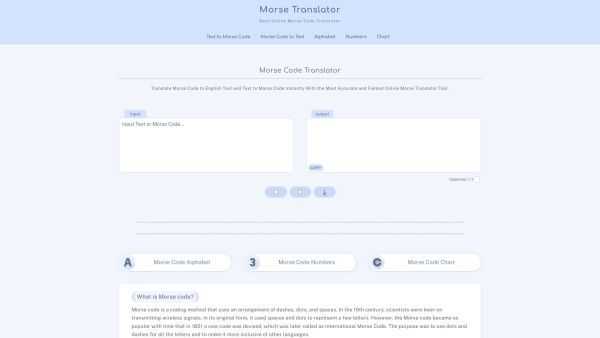 Morse Translator
Best Online Morse Code Translator
Text to Morse Code Morse Code to Text Alphabet Numbers Chart
Morse Code Translator
Translate Morse Code to English Text and Text to Morse Code Instantly With the Most Accurate and Fastest Online Morse Translator Tool.
input output
Input Text or Morse Code...
COPY
Separator
A Morse Code Alphabet 3 Morse Code Numbers C Morse Code Chart
What is Morse code?
Morse code is a coding method that uses an arrangement of dashes, dots, and spaces. In the 19th century, scientists were keen on
transmitting wireless signals. In its original form, it used spaces and dots to represent a few letters. However, the Morse code became so
popular with time that in 1851 a new code was devised, which was later called as International Morse Code. The purpose was to use dots and
dashes for all the letters and to make it more inclusive of other languages.